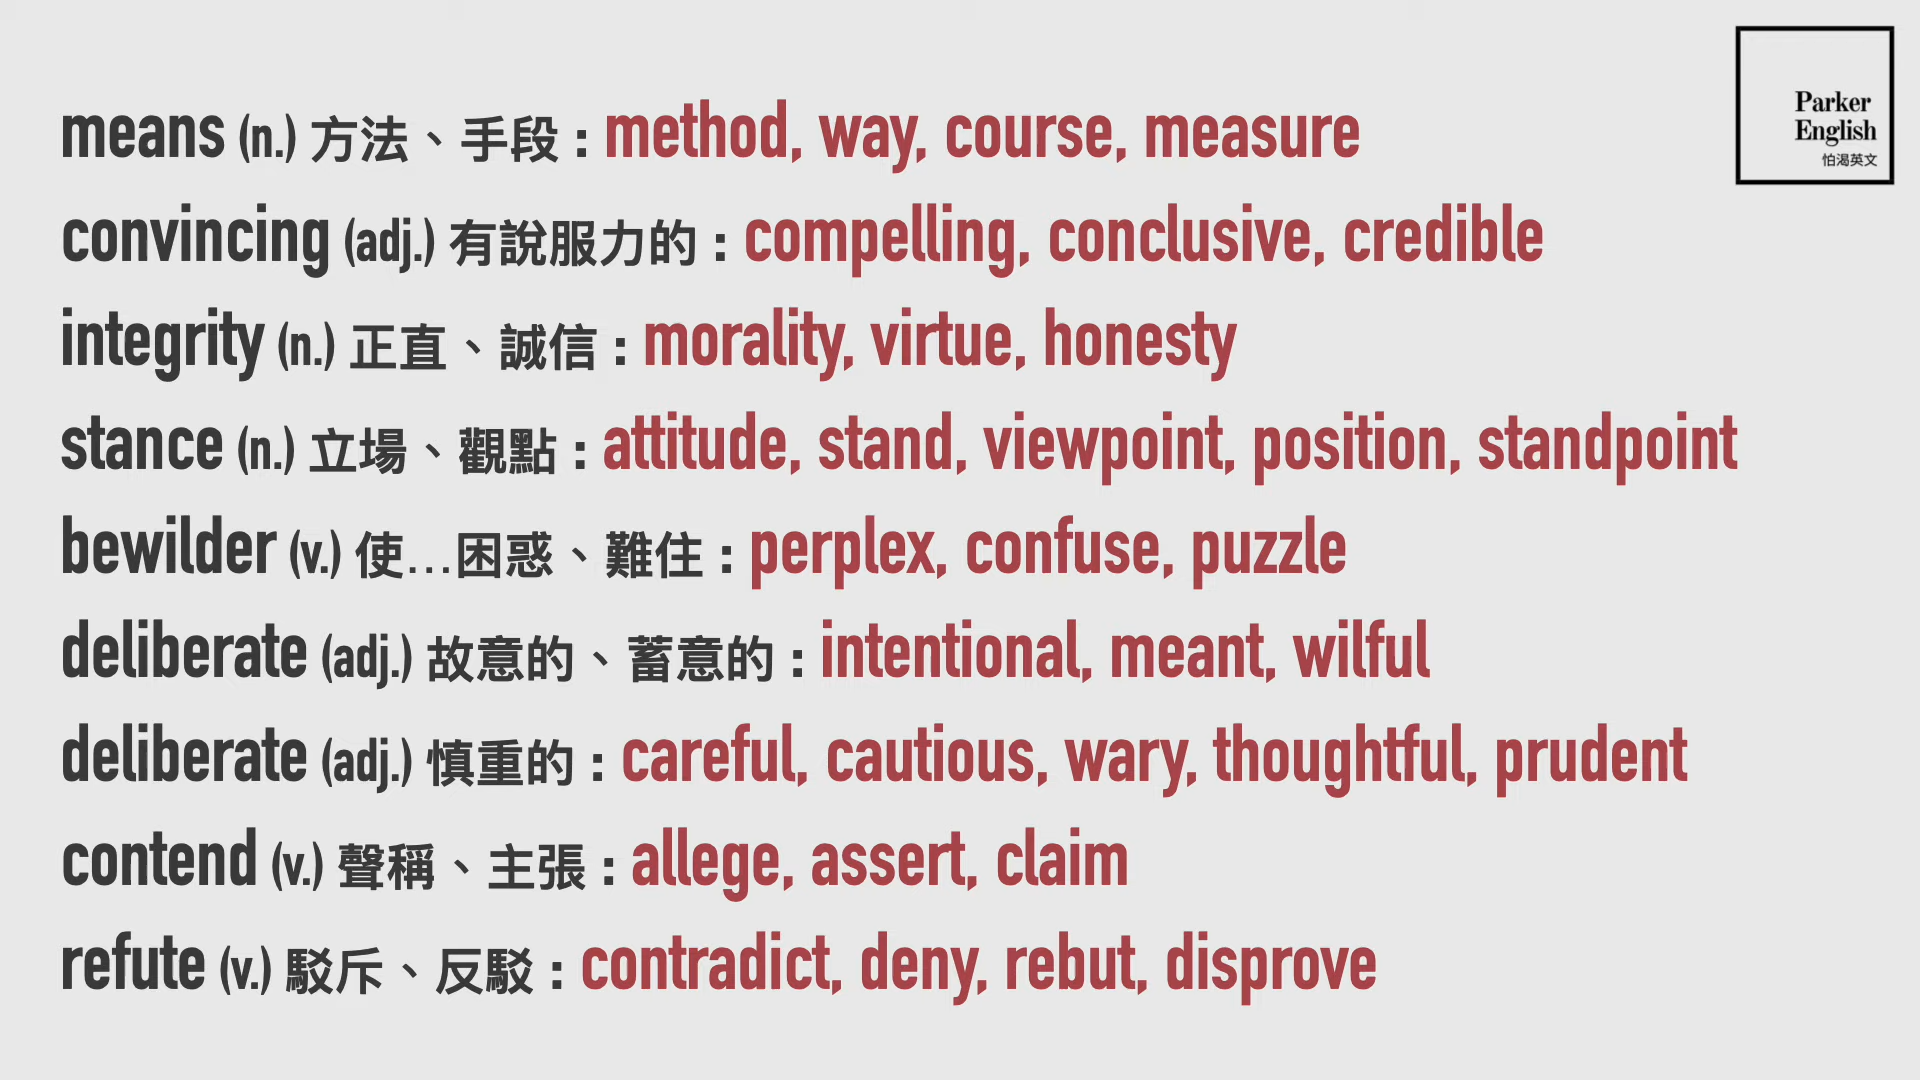 means (n.) 方法、手段:method, way, course, measure
convincing (adj.) 有說服力的:compelling, conclusive, credible
integrity (n.) 正直、誠信:morality, virtue, honesty
stance (n.) 立場、觀點:attitude, stand, viewpoint, position, standpoint
bewilder (v.) 使…困惑、難住:perplex, confuse, puzzle
deliberate (adj.) 故意的、蓄意的:intentional, meant, wilful
deliberate (adj.) 慎重的:careful, cautious, wary, thoughtful, prudent
contend (v.) 聲稱、主張:allege, assert, claim
refute (v.) 駁斥、反駁:contradict, deny, rebut, disprove
Parker
English
怕渴英文